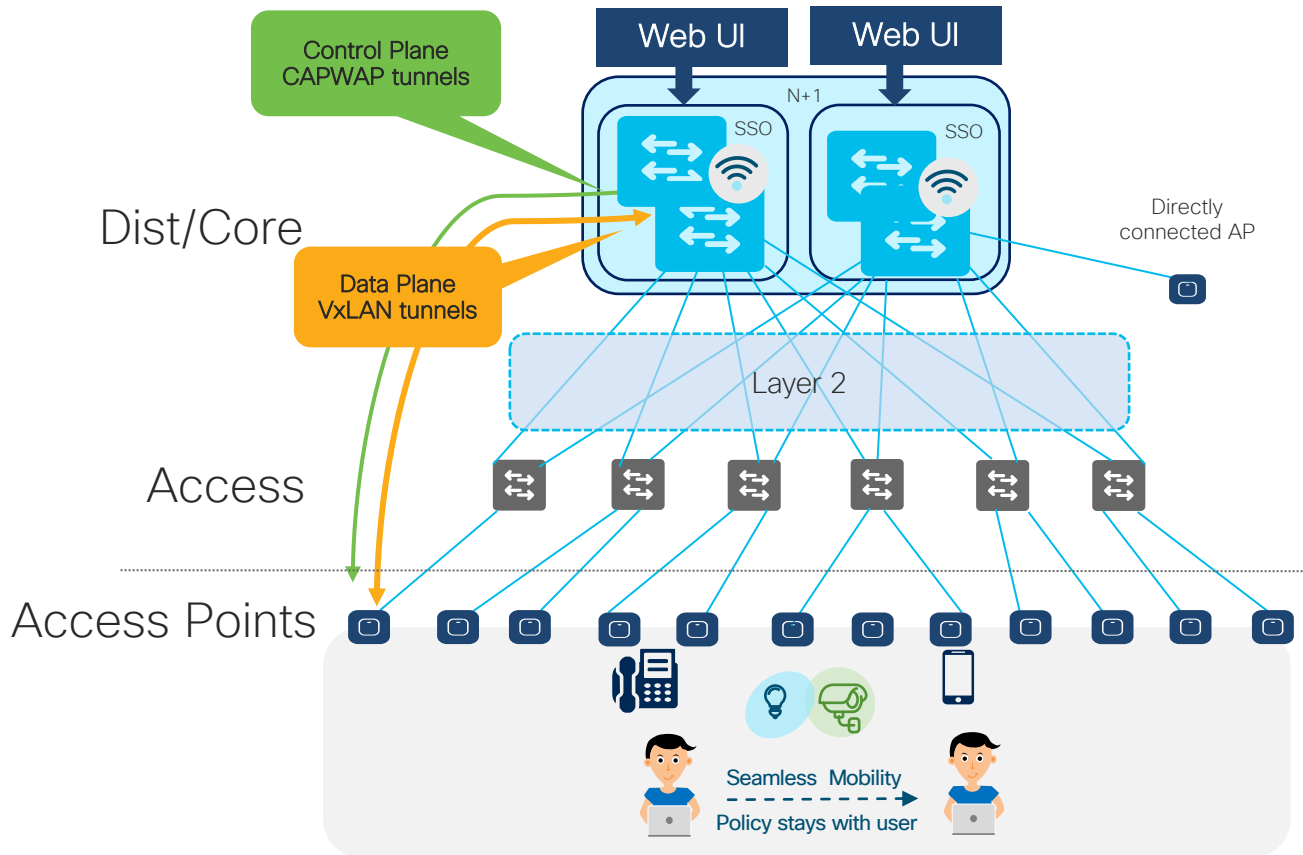 Web UI
Web UI
Control Plane
CAPWAP tunnels
N+1
SSO
SSO
Dist/Core
Directly
connected AP
Data Plane
VxLAN tunnels
Layer 2
Access
Access Points
Seamless Mobility
Policy stays with user